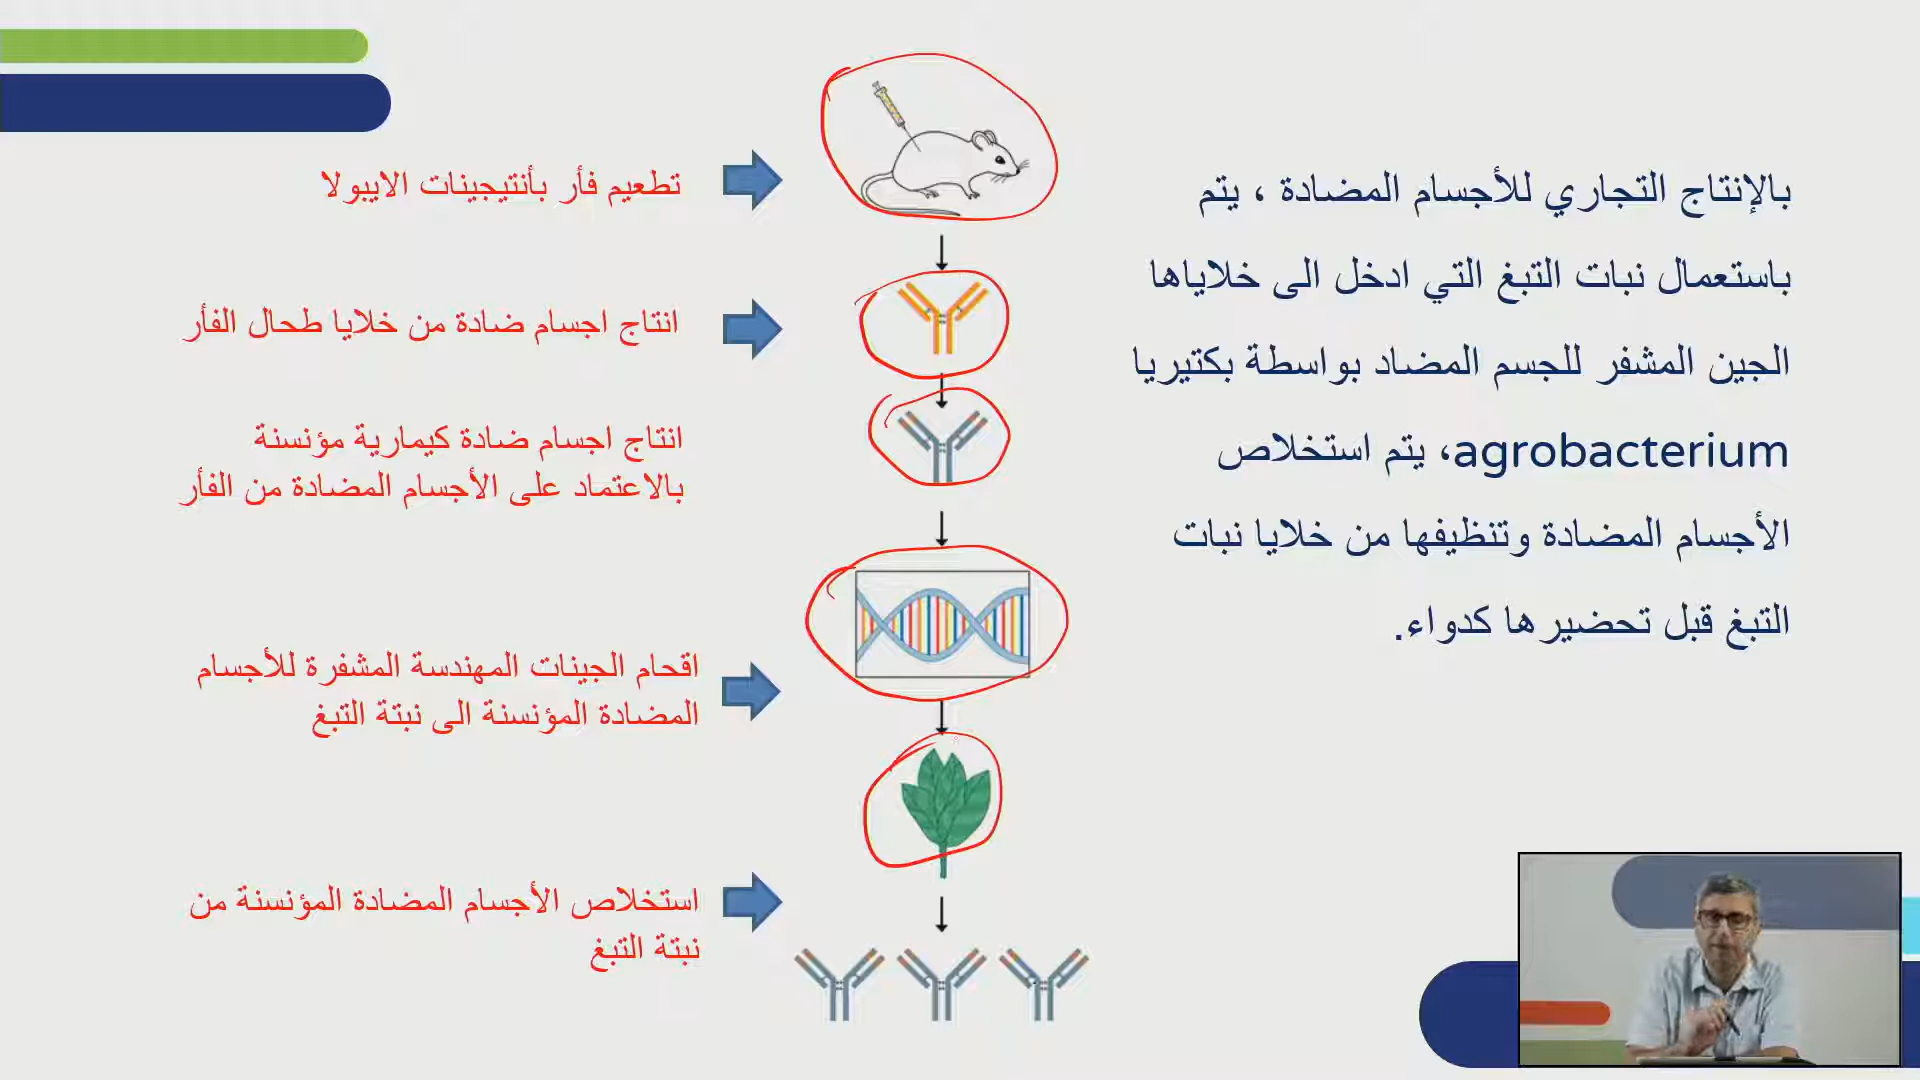 بالإنتاج التجاري للأجسام المضادة ، يتم
باستعمال نبات التبغ التي ادخل الى خلاياها
الجين المشفر للجسم المضاد بواسطة بكتيريا
agrobacterium، يتم استخلاص
الأجسام المضادة وتنظيفها من خلايا نبات
التبغ قبل تحضيرها كدواء.
تطعيم فأر بأنتيجينات الايبولا
انتاج اجسام ضادة من خلايا طحال الفأر
انتاج اجسام ضادة كيمارية مؤنسنة
بالاعتماد على الأجسام المضادة من الفأر
اقحام الجينات المهندسة المشفرة للأجسام
المضادة المؤنسنة الى نبتة التبغ
استخلاص الأجسام المضادة المؤنسنة من
نبتة التبغ